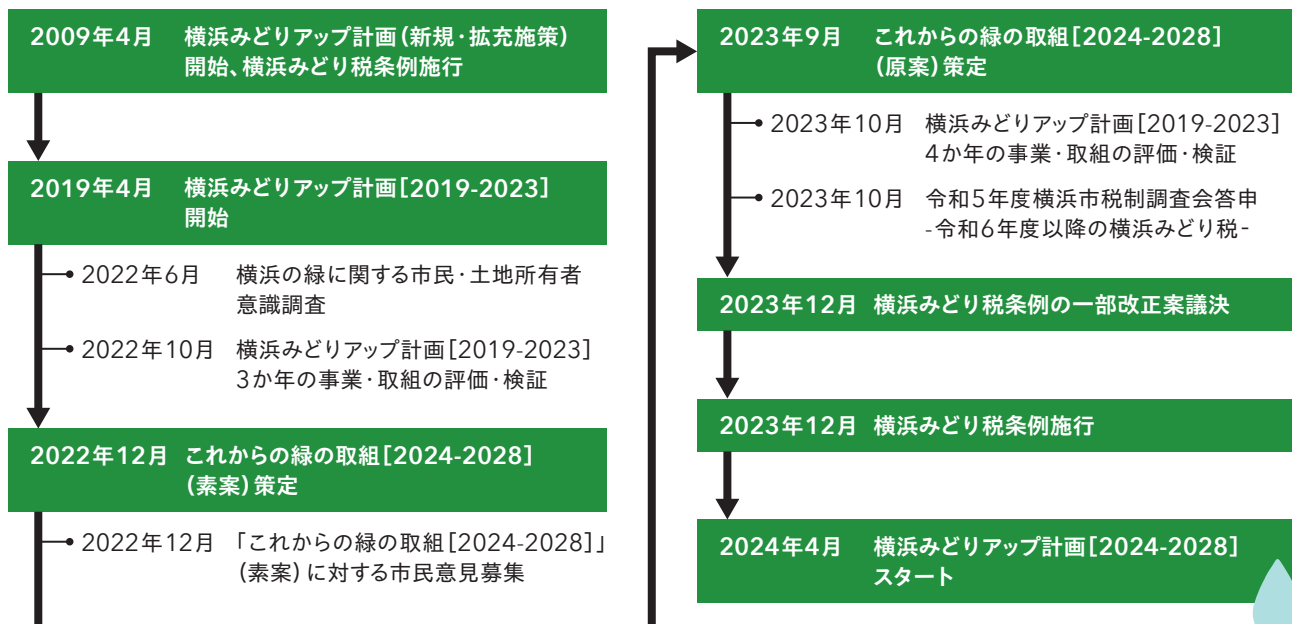 2009年4月 横浜みどりアップ計画(新規・拡充施策)
開始、横浜みどり税条例施行
2019年4月 横浜みどりアップ計画[2019-2023]
開始
2022年6月 横浜の緑に関する市民・土地所有者
意識調査
2022年10月 横浜みどりアップ計画[2019-2023]
3か年の事業・取組の評価・検証
2022年12月 これからの緑の取組[2024-2028]
(素案)策定
2022年12月 「これからの緑の取組[2024-2028]」
(素案)に対する市民意見募集
2023年9月 これからの緑の取組[2024-2028]
(原案)策定
2023年10月 横浜みどりアップ計画[2019-2023]
4か年の事業・取組の評価・検証
2023年10月 令和5年度横浜市税制調査会答申
-令和6年度以降の横浜みどり税-
2023年12月 横浜みどり税条例の一部改正案議決
2023年12月 横浜みどり税条例施行
2024年4月 横浜みどりアップ計画[2024-2028]
スタート